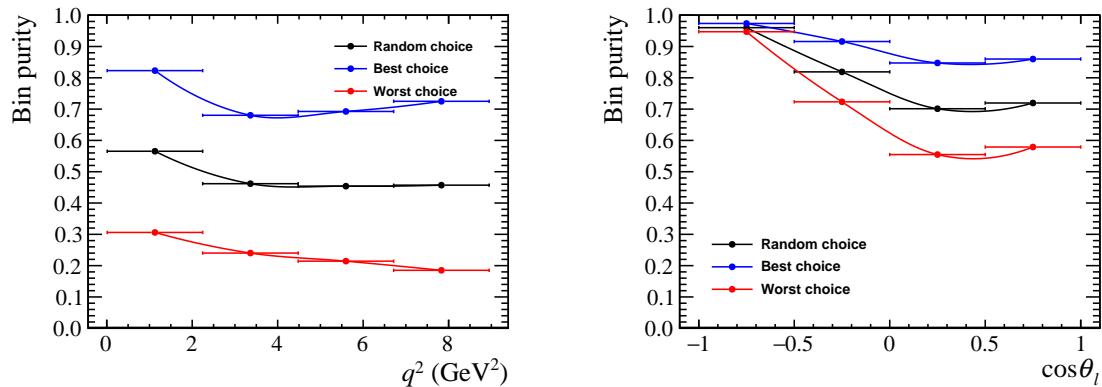 Bin purity
1.0
0.9
0.8
0.7
0.6
0.5
0.4
0.3
0.2
0.1
0.0
Random choice
Best choice
Worst choice
0 2 4 6 8
q² (GeV²)
Bin purity
1.0
0.9
0.8
0.7
0.6
0.5
0.4
0.3
0.2
0.1
0.0
Random choice
Best choice
Worst choice
−1 −0.5 0 0.5 1
cosθ_l